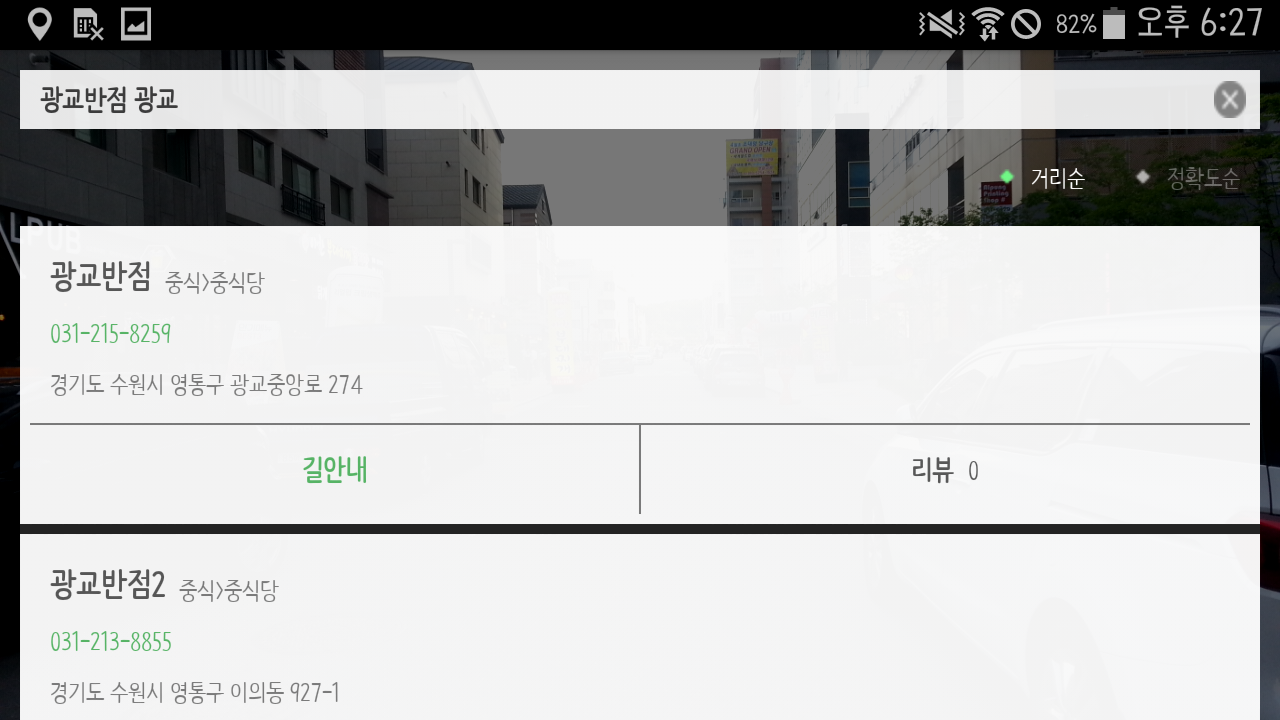 82% 오후 6:27
광교반점 광교
GRAND OPEN
거리순 정확도순
PUB
광교반점 중식>중식당
031-215-8259
경기도 수원시 영통구 광교중앙로 274
길안내 리뷰 0
광교반점2 중식>중식당
031-213-8855
경기도 수원시 영통구 이의동 927-1